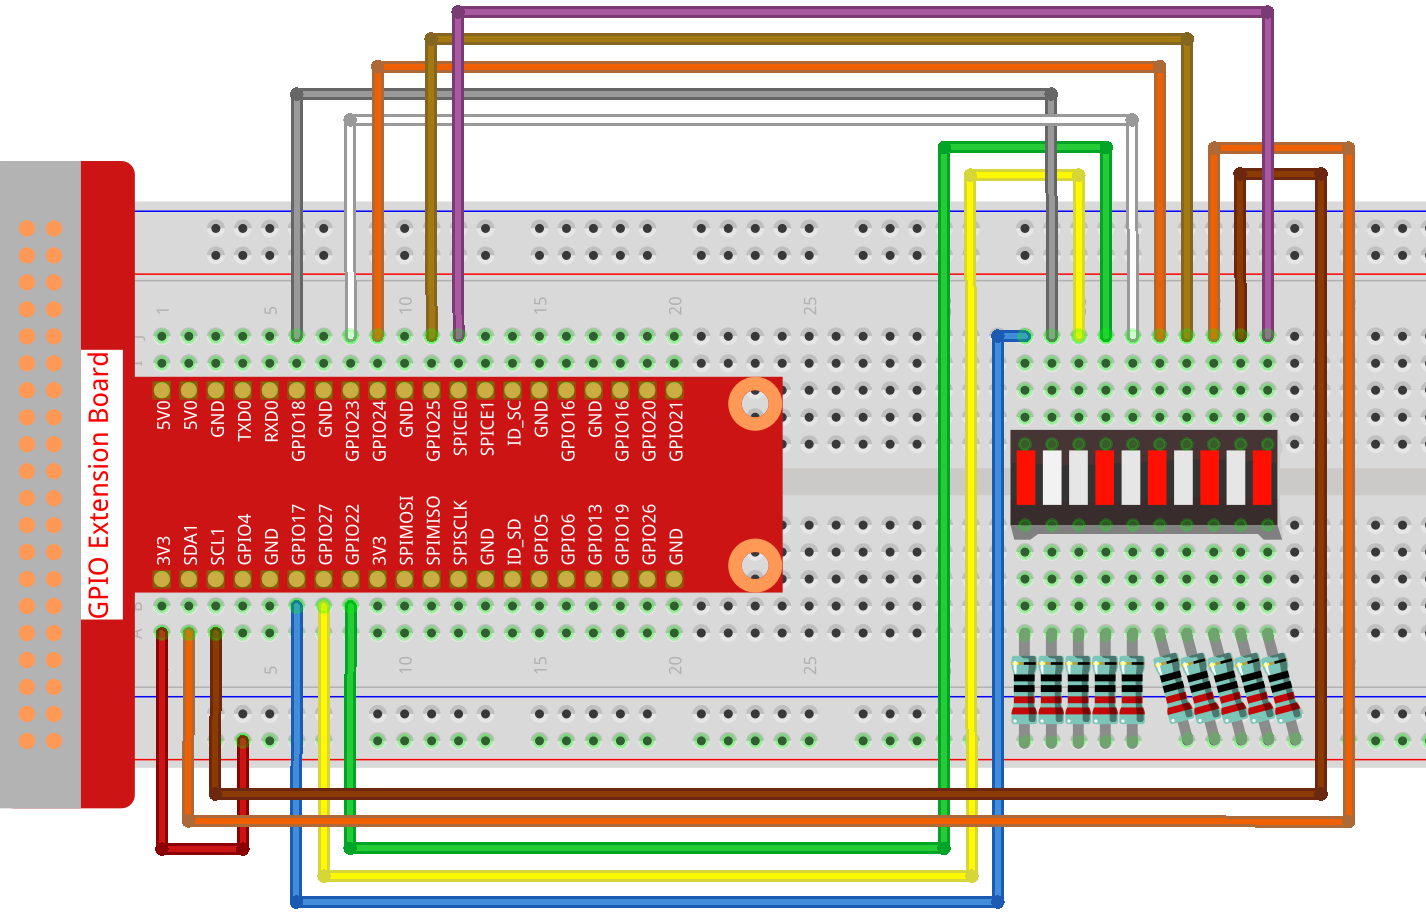 1 5 10 15 20 25
J
I
5V0 5V0 GND TXD0 RXD0 GPIO18 GND GPIO23 GPIO24 GND GPIO25 SPICE0 SPICE1 ID_SC GND GPIO16 GND GPIO16 GPIO20 GPIO21
GPIO Extension Board
3V3 SDA1 SCL1 GPIO4 GND GPIO17 GPIO27 GPIO22 3V3 SPIMOSI SPIMISO SPISCLK GND ID_SD GPIO5 GPIO6 GPIO13 GPIO19 GPIO26 GND
B
A
5 10 15 20 25